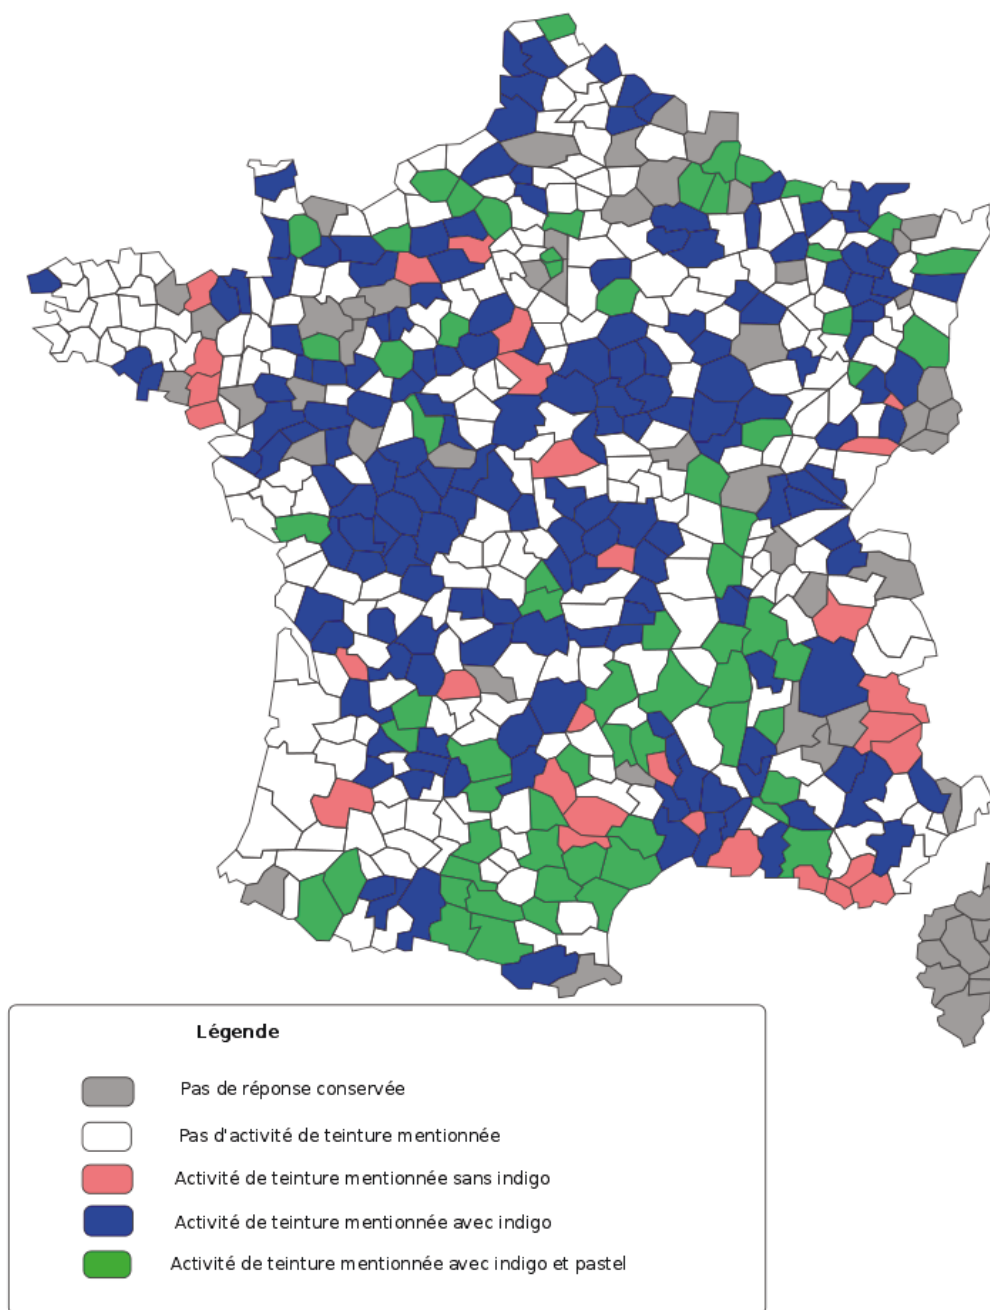 Légende
Pas de réponse conservée
Pas d'activité de teinture mentionnée
Activité de teinture mentionnée sans indigo
Activité de teinture mentionnée avec indigo
Activité de teinture mentionnée avec indigo et pastel